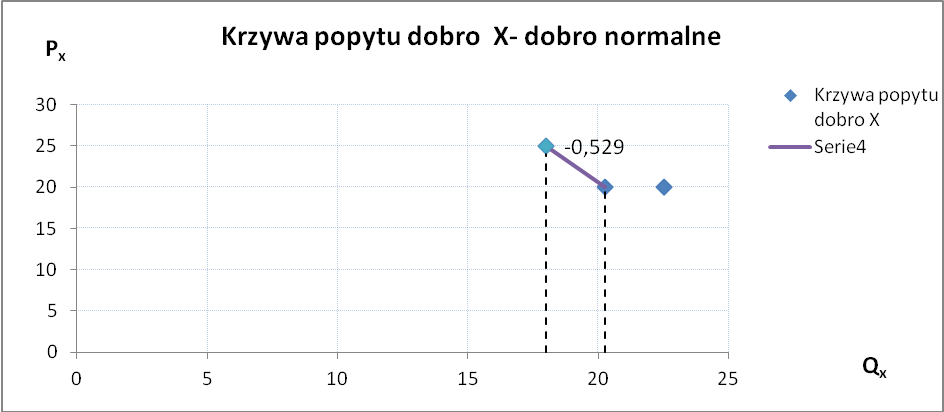 Krzywa popytu dobro X- dobro normalne
Px
30
25
20
15
10
5
0
-0,529
0 5 10 15 20 25
Qx
Krzywa popytu
dobro X
Serie4